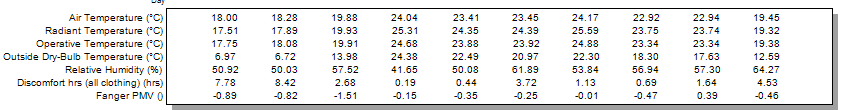 Day
Air Temperature (°C) 18.00 18.28 19.88 24.04 23.41 23.45 24.17 22.92 22.94 19.45
Radiant Temperature (°C) 17.51 17.89 19.93 25.31 24.35 24.39 25.59 23.75 23.74 19.32
Operative Temperature (°C) 17.75 18.08 19.91 24.68 23.88 23.92 24.88 23.34 23.34 19.38
Outside Dry-Bulb Temperature (°C) 6.97 6.72 13.98 24.38 22.49 20.97 22.30 18.30 17.63 12.59
Relative Humidity (%) 50.92 50.03 57.52 41.65 50.08 61.89 53.84 56.94 57.30 64.27
Discomfort hrs (all clothing) (hrs) 7.78 8.42 2.68 0.19 0.44 3.72 1.13 0.69 1.64 4.53
Fanger PMV () -0.89 -0.82 -1.51 -0.15 -0.35 -0.25 -0.01 -0.47 0.39 -0.46